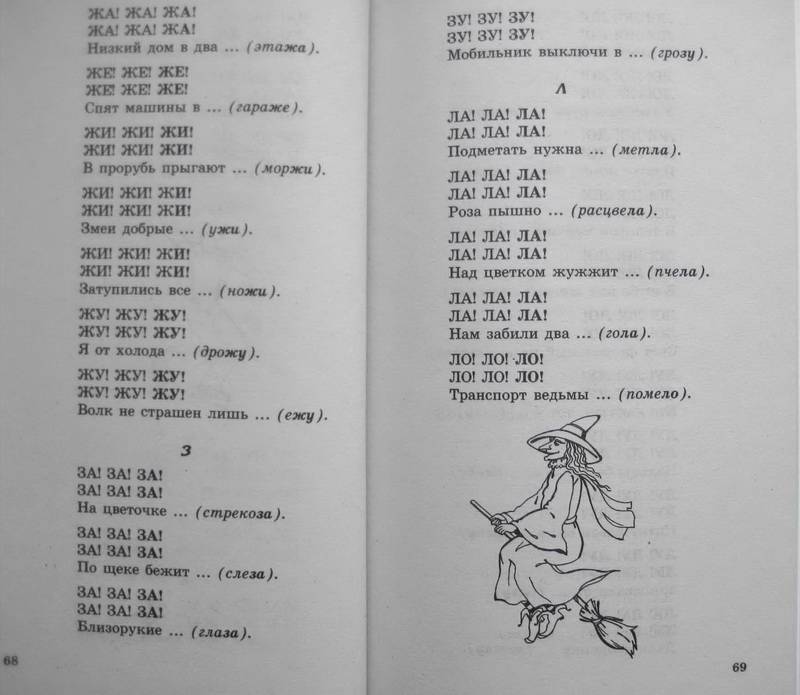 ЖА! ЖА! ЖА!
ЖА! ЖА! ЖА!
Низкий дом в два ... (этажа).
ЖЕ! ЖЕ! ЖЕ!
ЖЕ! ЖЕ! ЖЕ!
Спят машины в ... (гараже).
ЖИ! ЖИ! ЖИ!
ЖИ! ЖИ! ЖИ!
В прорубь прыгают ... (моржи).
ЖИ! ЖИ! ЖИ!
ЖИ! ЖИ! ЖИ!
Змеи добрые ... (ужи).
ЖИ! ЖИ! ЖИ!
ЖИ! ЖИ! ЖИ!
Затупились все ... (ножи).
ЖУ! ЖУ! ЖУ!
ЖУ! ЖУ! ЖУ!
Я от холода ... (дрожу).
ЖУ! ЖУ! ЖУ!
ЖУ! ЖУ! ЖУ!
Волк не страшен лишь ... (ежу).
З
ЗА! ЗА! ЗА!
ЗА! ЗА! ЗА!
На цветочке ... (стрекоза).
ЗА! ЗА! ЗА!
ЗА! ЗА! ЗА!
По щеке бежит ... (слеза).
ЗА! ЗА! ЗА!
ЗА! ЗА! ЗА!
Близорукие ... (глаза).
68
ЗУ! ЗУ! ЗУ!
ЗУ! ЗУ! ЗУ!
Мобильник выключи в ... (грозу).
Л
ЛА! ЛА! ЛА!
ЛА! ЛА! ЛА!
Подметать нужна ... (метла).
ЛА! ЛА! ЛА!
ЛА! ЛА! ЛА!
Роза пышно ... (расцвела).
ЛА! ЛА! ЛА!
ЛА! ЛА! ЛА!
Над цветком жужжит ... (пчела).
ЛА! ЛА! ЛА!
ЛА! ЛА! ЛА!
Нам забили два ... (гола).
ЛО! ЛО! ЛО!
ЛО! ЛО! ЛО!
Транспорт ведьмы ... (помело).
69